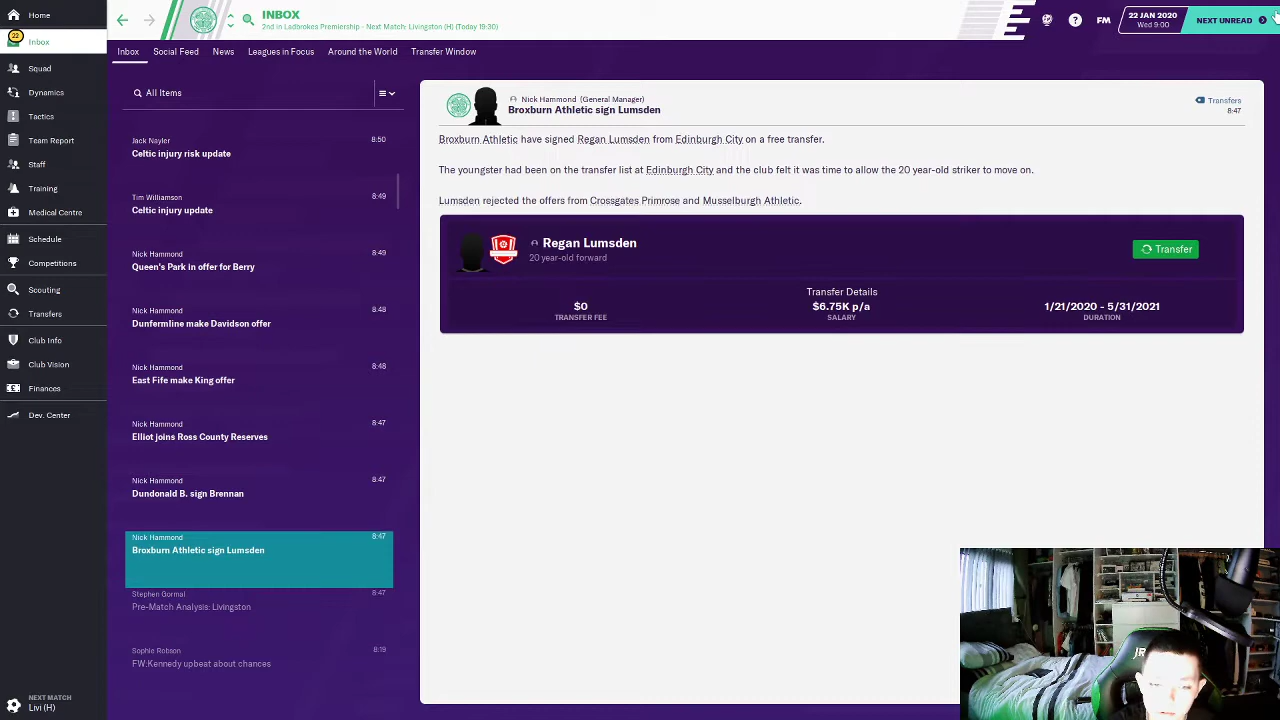 INBOX
2nd in Ladbrokes Premiership - Next Match: Livingston (H) (Today 19:30)
FM
22 JAN 2020
Wed 9:00
NEXT UNREAD
22
Inbox
Squad
Dynamics
Tactics
Team Report
Staff
Training
Medical Centre
Schedule
Competitions
Scouting
Transfers
Club Info
Club Vision
Finances
Dev. Center
NEXT MATCH
Livi (H)
Inbox
Social Feed
News
Leagues in Focus
Around the World
Transfer Window
All Items
Jack Nayler 8:50
Celtic injury risk update
Tim Williamson 8:49
Celtic injury update
Nick Hammond 8:49
Queen's Park in offer for Berry
Nick Hammond 8:48
Dunfermline make Davidson offer
Nick Hammond 8:48
East Fife make King offer
Nick Hammond 8:47
Elliot joins Ross County Reserves
Nick Hammond 8:47
Dundonald B. sign Brennan
Nick Hammond 8:47
Broxburn Athletic sign Lumsden
Stephen Gormal 8:47
Pre-Match Analysis: Livingston
Sophie Robson 8:19
FW:Kennedy upbeat about chances
Nick Hammond (General Manager)
Broxburn Athletic sign Lumsden
Transfers
8:47
Broxburn Athletic have signed Regan Lumsden from Edinburgh City on a free transfer.
The youngster had been on the transfer list at Edinburgh City and the club felt it was time to allow the 20 year-old striker to move on.
Lumsden rejected the offers from Crossgates Primrose and Musselburgh Athletic.
Regan Lumsden
20 year-old forward
Transfer
Transfer Details
$0
TRANSFER FEE
$6.75K p/a
SALARY
1/21/2020 - 5/31/2021
DURATION
JR